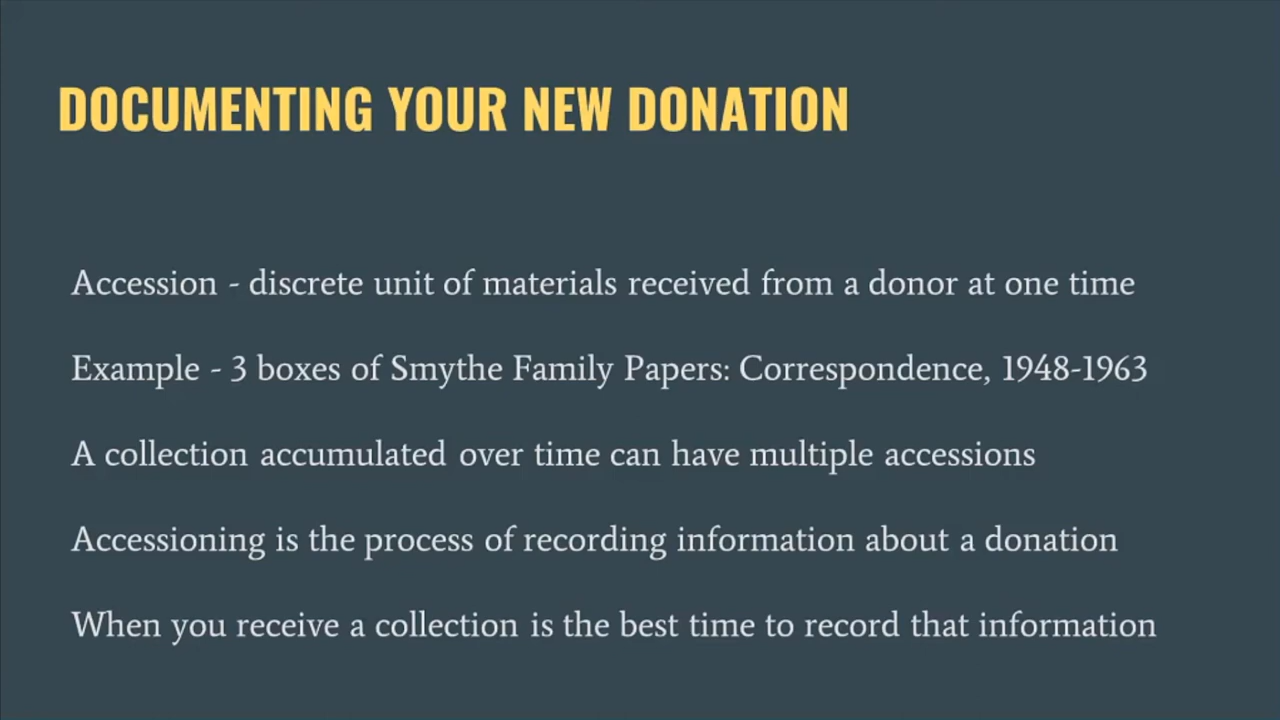 DOCUMENTING YOUR NEW DONATION
Accession - discrete unit of materials received from a donor at one time
Example - 3 boxes of Smythe Family Papers: Correspondence, 1948-1963
A collection accumulated over time can have multiple accessions
Accessioning is the process of recording information about a donation
When you receive a collection is the best time to record that information